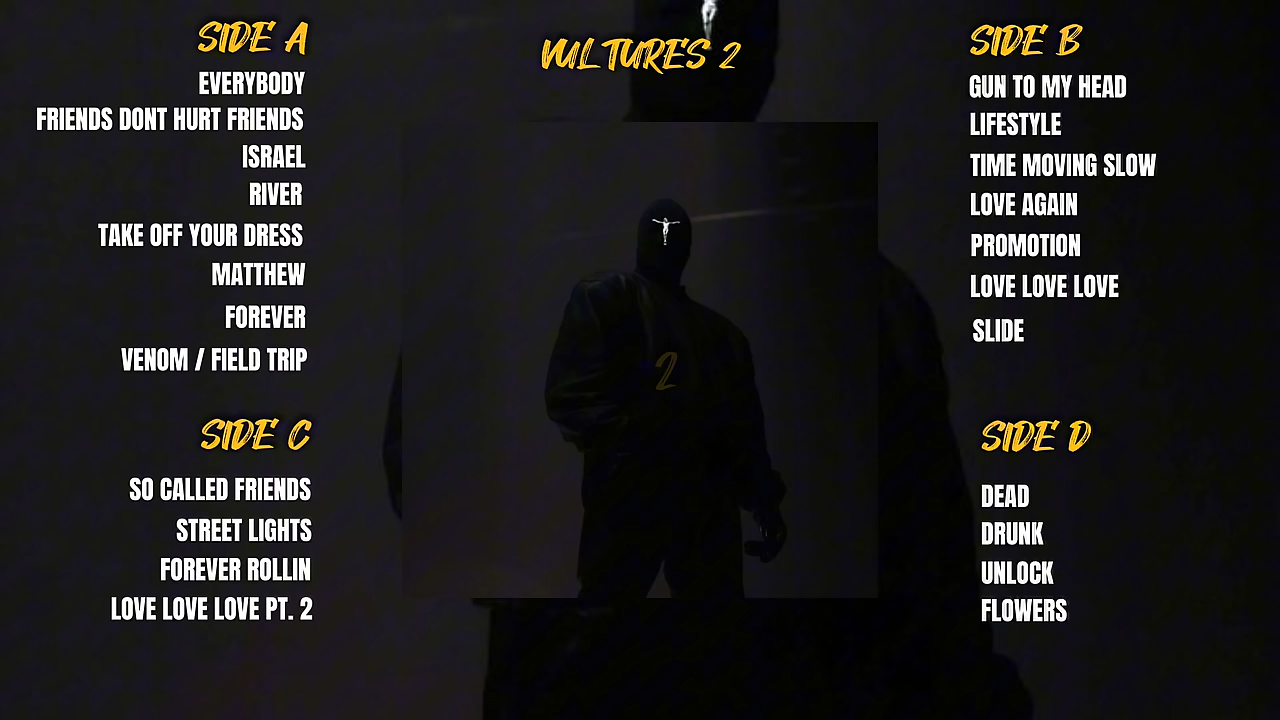 VULTURES 2
SIDE A
EVERYBODY
FRIENDS DONT HURT FRIENDS
ISRAEL
RIVER
TAKE OFF YOUR DRESS
MATTHEW
FOREVER
VENOM / FIELD TRIP
SIDE B
GUN TO MY HEAD
LIFESTYLE
TIME MOVING SLOW
LOVE AGAIN
PROMOTION
LOVE LOVE LOVE
SLIDE
2
SIDE C
SO CALLED FRIENDS
STREET LIGHTS
FOREVER ROLLIN
LOVE LOVE LOVE PT. 2
SIDE D
DEAD
DRUNK
UNLOCK
FLOWERS